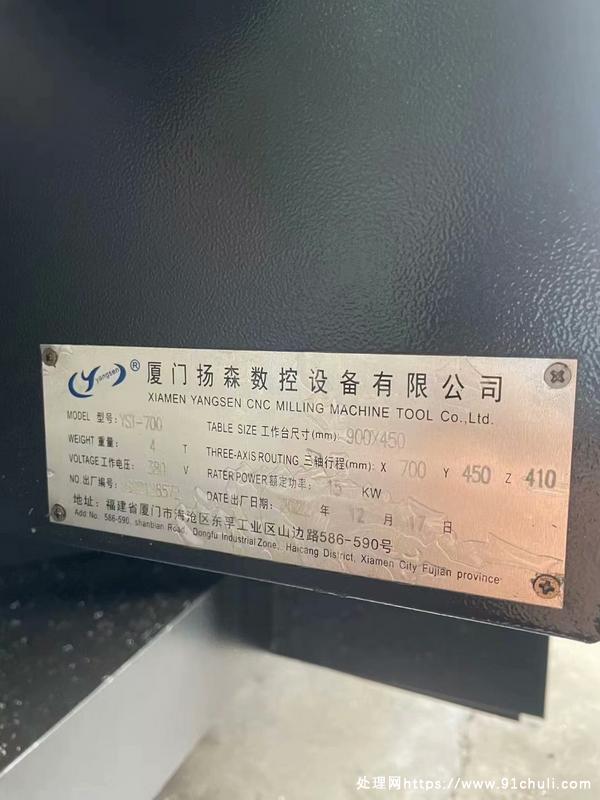 yangsen ® 厦门扬森数控设备有限公司
XIAMEN YANGSEN CNC MILLING MACHINE TOOL Co.,Ltd.
MODEL 型号: YSJ-700 TABLE SIZE 工作台尺寸(mm): 900X450
WEIGHT 重量: 4 T THREE-AXIS ROUTING 三轴行程(mm): X 700 Y 450 Z 410
VOLTAGE 工作电压: 380 V RATER POWER 额定功率: 15 KW
NO.出厂编号: DATE 出厂日期: 年 12 月 17 日
地址: 福建省厦门市海沧区东孚工业区山边路586-590号
Add:No. 586-590, shanbian Road, Dongfu Industrial Zone, Haicang District, Xiamen City Fujian province
处理网https://www.91chuli.com